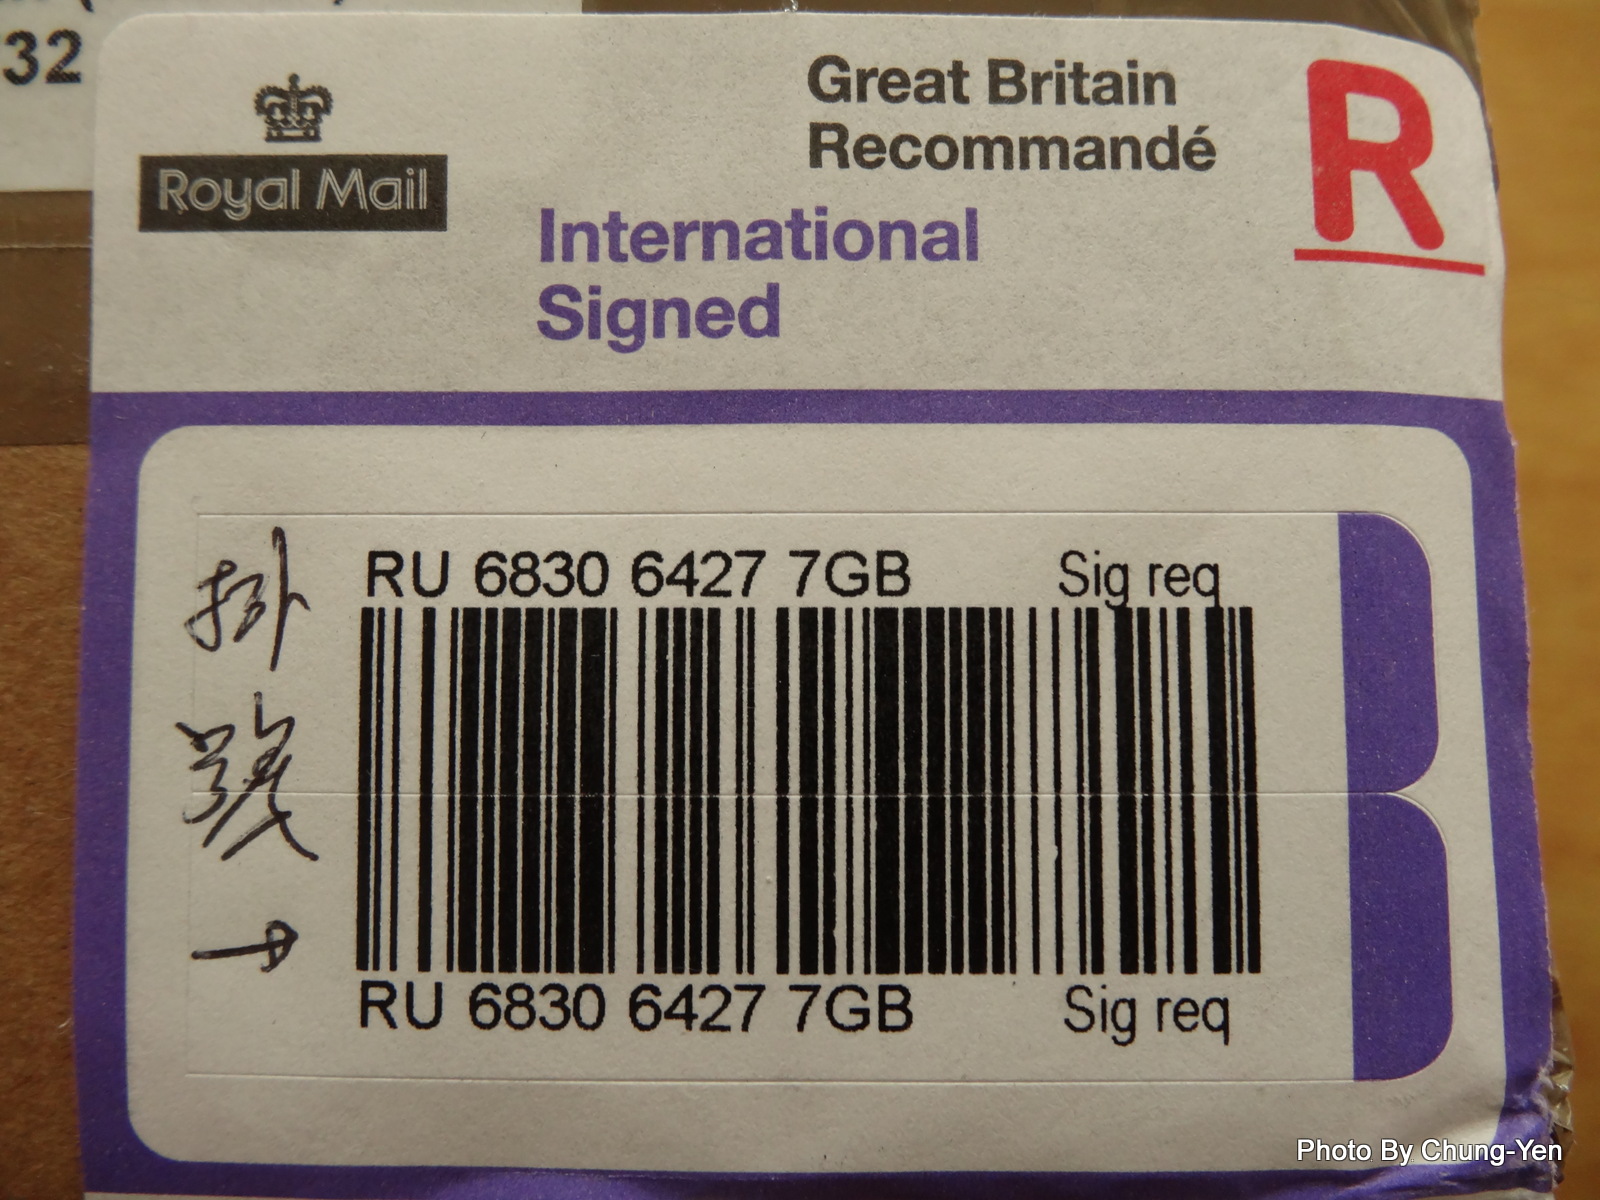 32
Royal Mail
Great Britain
Recommandé
R
International
Signed
掛號→
RU 6830 6427 7GB Sig req
RU 6830 6427 7GB Sig req
Photo By Chung-Yen